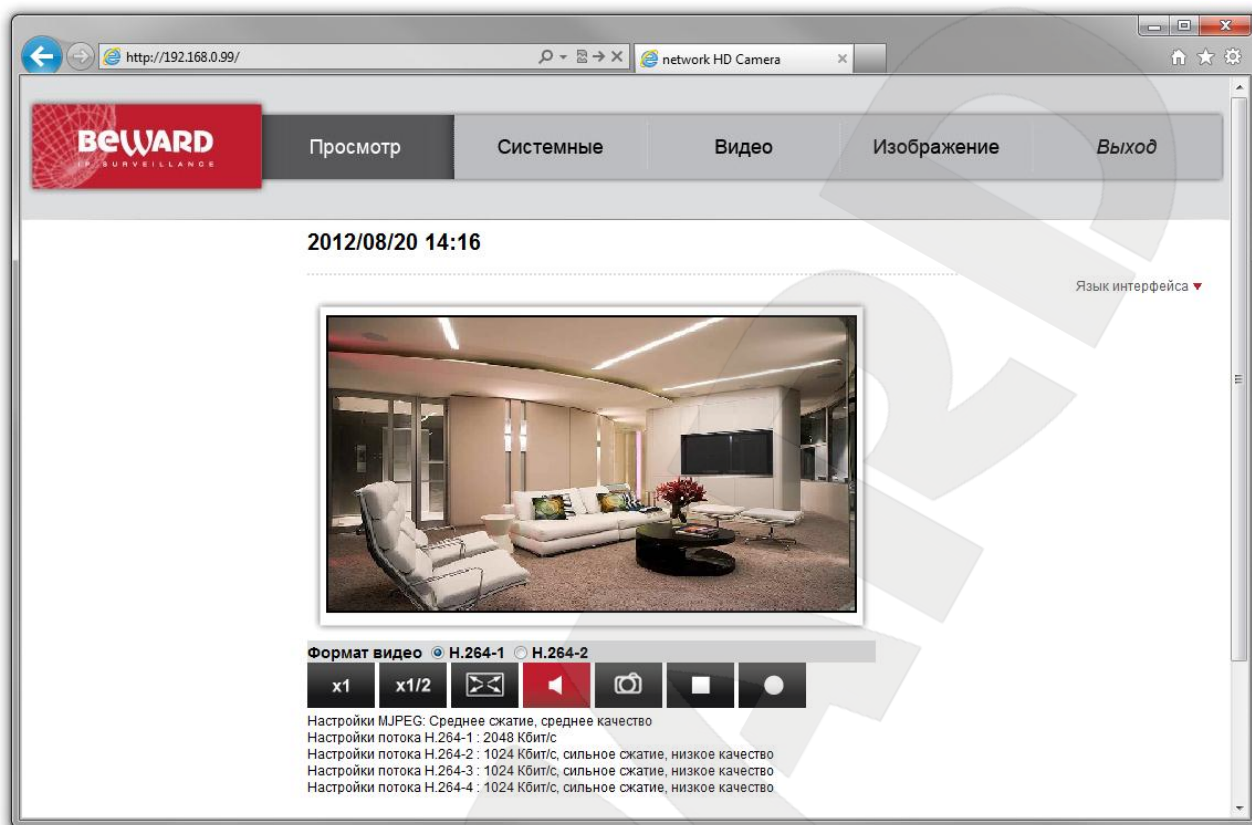 http://192.168.0.99/
network HD Camera
BEWARD
IP SURVEILLANCE
Просмотр
Системные
Видео
Изображение
Выход
2012/08/20 14:16
Язык интерфейса
Формат видео H.264-1 H.264-2
x1 x1/2
Настройки MJPEG: Среднее сжатие, среднее качество
Настройки потока H.264-1 : 2048 Кбит/с
Настройки потока H.264-2 : 1024 Кбит/с, сильное сжатие, низкое качество
Настройки потока H.264-3 : 1024 Кбит/с, сильное сжатие, низкое качество
Настройки потока H.264-4 : 1024 Кбит/с, сильное сжатие, низкое качество